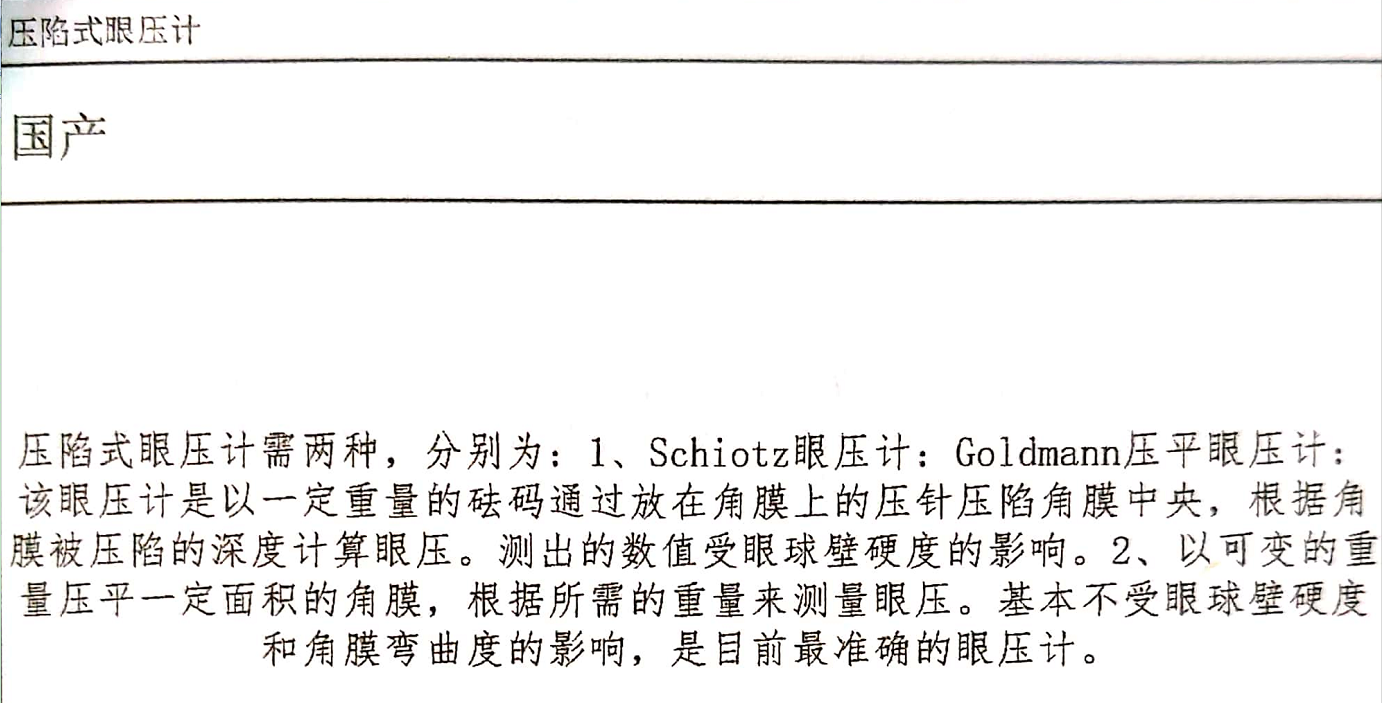 压陷式眼压计
国产
压陷式眼压计需两种，分别为：1、Schiotz眼压计：Goldmann压平眼压计：
该眼压计是以一定重量的砝码通过放在角膜上的压针压陷角膜中央，根据角
膜被压陷的深度计算眼压。测出的数值受眼球壁硬度的影响。2、以可变的重
量压平一定面积的角膜，根据所需的重量来测量眼压。基本不受眼球壁硬度
和角膜弯曲度的影响，是目前最准确的眼压计。